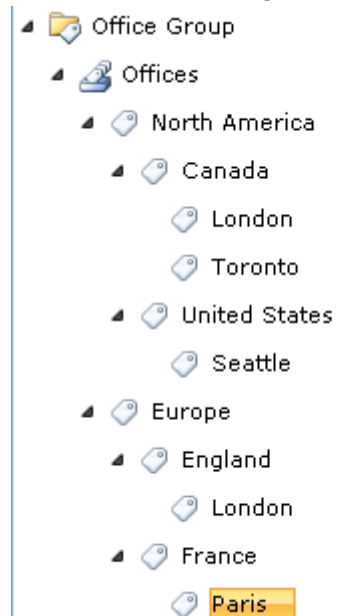 Office Group
Offices
North America
Canada
London
Toronto
United States
Seattle
Europe
England
London
France
Paris